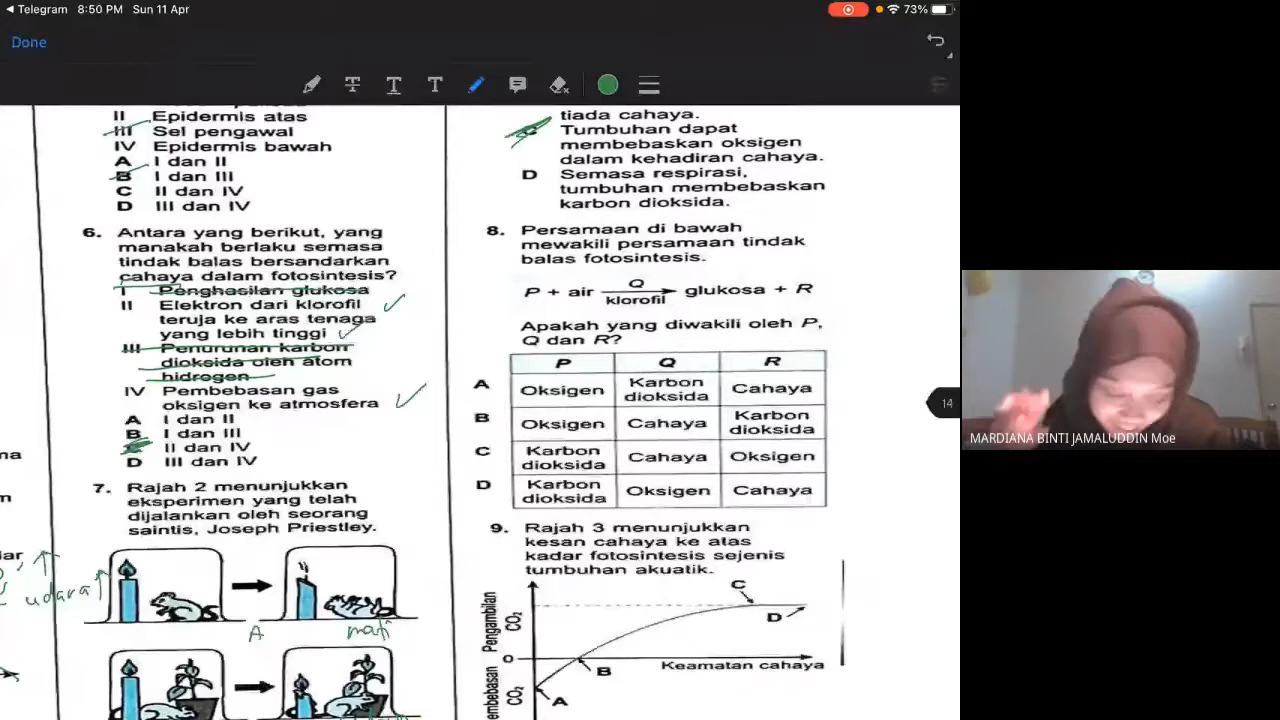 Telegram 8:50 PM Sun 11 Apr
73%
Done
II Epidermis atas
III Sel pengawal
IV Epidermis bawah
A I dan II
B I dan III
C II dan IV
D III dan IV
6. Antara yang berikut, yang
manakah berlaku semasa
tindak balas bersandarkan
cahaya dalam fotosintesis?
I Penghasilan glukosa
II Elektron dari klorofil
teruja ke aras tenaga
yang lebih tinggi
III Penurunan karbon
dioksida oleh atom
hidrogen
IV Pembebasan gas
oksigen ke atmosfera
A I dan II
B I dan III
II dan IV
D III dan IV
7. Rajah 2 menunjukkan
eksperimen yang telah
dijalankan oleh seorang
saintis, Joseph Priestley.
udara
A mati
tiada cahaya.
Tumbuhan dapat
membebaskan oksigen
dalam kehadiran cahaya.
D Semasa respirasi,
tumbuhan membebaskan
karbon dioksida.
8. Persamaan di bawah
mewakili persamaan tindak
balas fotosintesis.
P + air Q klorofil glukosa + R
Apakah yang diwakili oleh P,
Q dan R?
P Q R
A Oksigen Karbon dioksida Cahaya
B Oksigen Cahaya Karbon dioksida
C Karbon dioksida Cahaya Oksigen
D Karbon dioksida Oksigen Cahaya
9. Rajah 3 menunjukkan
kesan cahaya ke atas
kadar fotosintesis sejenis
tumbuhan akuatik.
Pengambilan CO2
C
D
0
Keamatan cahaya
B
A
CO2
14
MARDIANA BINTI JAMALUDDIN Moe